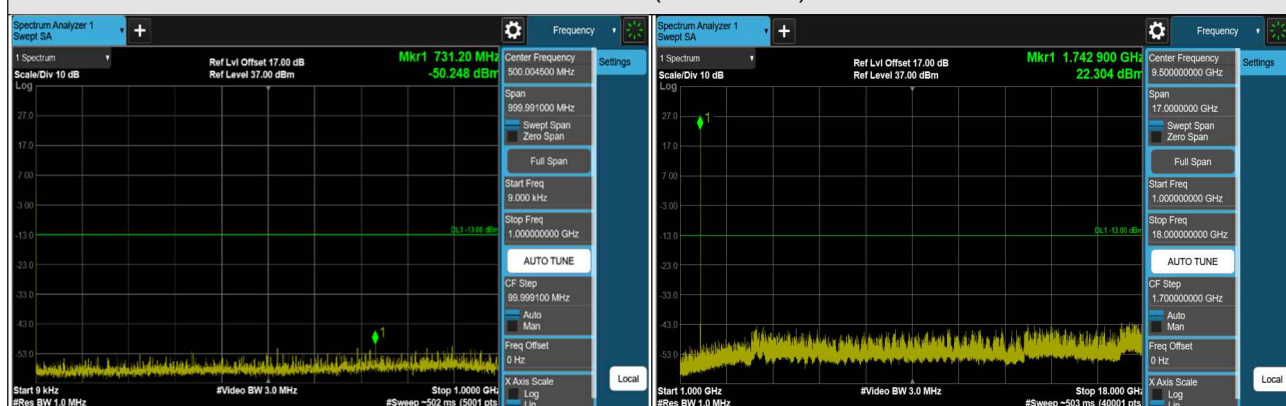 Spectrum Analyzer 1
Swept SA
+
Frequency
1 Spectrum
Scale/Div 10 dB
Log
Ref Lvl Offset 17.00 dB
Ref Level 37.00 dBm
Mkr1 731.20 MHz
-50.248 dBm
27.0
17.0
7.00
-3.00
-13.0
-23.0
-33.0
-43.0
-53.0
DL1 -13.00 dBm
1
Start 9 kHz
#Res BW 1.0 MHz
#Video BW 3.0 MHz
Stop 1.0000 GHz
#Sweep ~502 ms (5001 pts)
Center Frequency
500.004500 MHz
Span
999.991000 MHz
Swept Span
Zero Span
Full Span
Start Freq
9.000 kHz
Stop Freq
1.000000000 GHz
AUTO TUNE
CF Step
99.999100 MHz
Auto
Man
Freq Offset
0 Hz
X Axis Scale
Log
Lin
Settings
Local
Spectrum Analyzer 1
Swept SA
+
Frequency
1 Spectrum
Scale/Div 10 dB
Log
Ref Lvl Offset 17.00 dB
Ref Level 37.00 dBm
Mkr1 1.742 900 GHz
22.304 dBm
27.0
17.0
7.00
-3.00
-13.0
-23.0
-33.0
-43.0
-53.0
DL1 -13.00 dBm
1
Start 1.000 GHz
#Res BW 1.0 MHz
#Video BW 3.0 MHz
Stop 18.000 GHz
#Sweep ~503 ms (40001 pts)
Center Frequency
9.500000000 GHz
Span
17.0000000 GHz
Swept Span
Zero Span
Full Span
Start Freq
1.000000000 GHz
Stop Freq
18.000000000 GHz
AUTO TUNE
CF Step
1.700000000 GHz
Auto
Man
Freq Offset
0 Hz
X Axis Scale
Log
Lin
Settings
Local